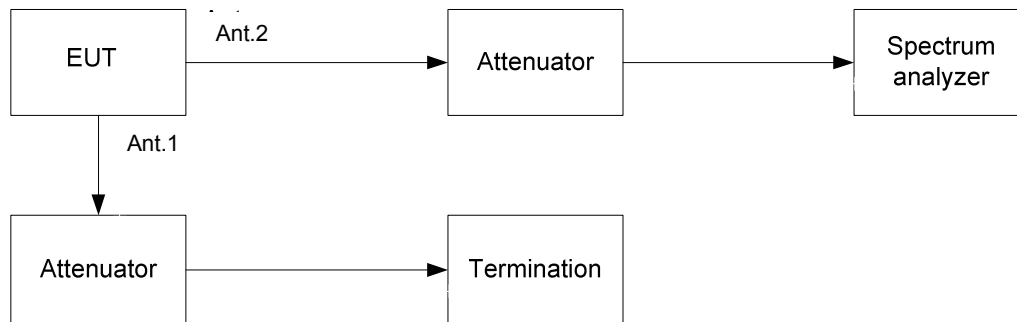 Ant.2
EUT
Attenuator
Spectrum
analyzer
Ant.1
Attenuator
Termination